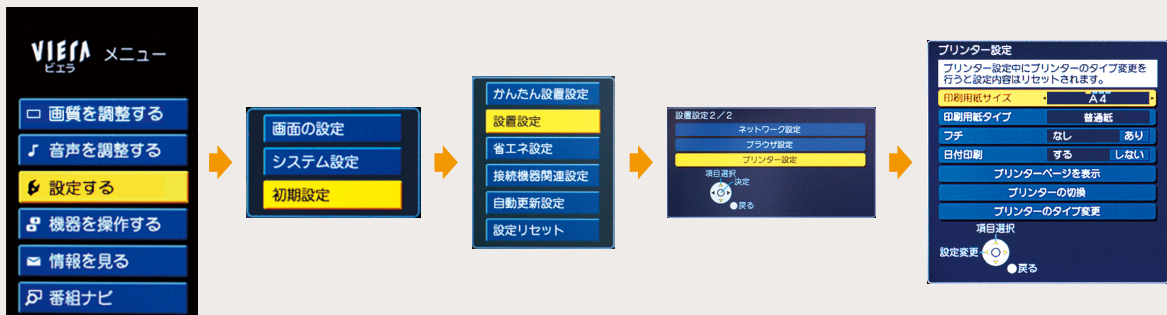 VIERA メニュー
ビエラ
画質を調整する
音声を調整する
設定する
機器を操作する
情報を見る
番組ナビ
画面の設定
システム設定
初期設定
かんたん設置設定
設置設定
省エネ設定
接続機器関連設定
自動更新設定
設定リセット
設置設定2/2
ネットワーク設定
ブラウザ設定
プリンター設定
項目選択
決定
戻る
プリンター設定
プリンター設定中にプリンターのタイプ変更を
行うと設定内容はリセットされます。
印刷用紙サイズ A4
印刷用紙タイプ 普通紙
フチ なし あり
日付印刷 する しない
プリンターページを表示
プリンターの切換
プリンターのタイプ変更
項目選択
設定変更
戻る